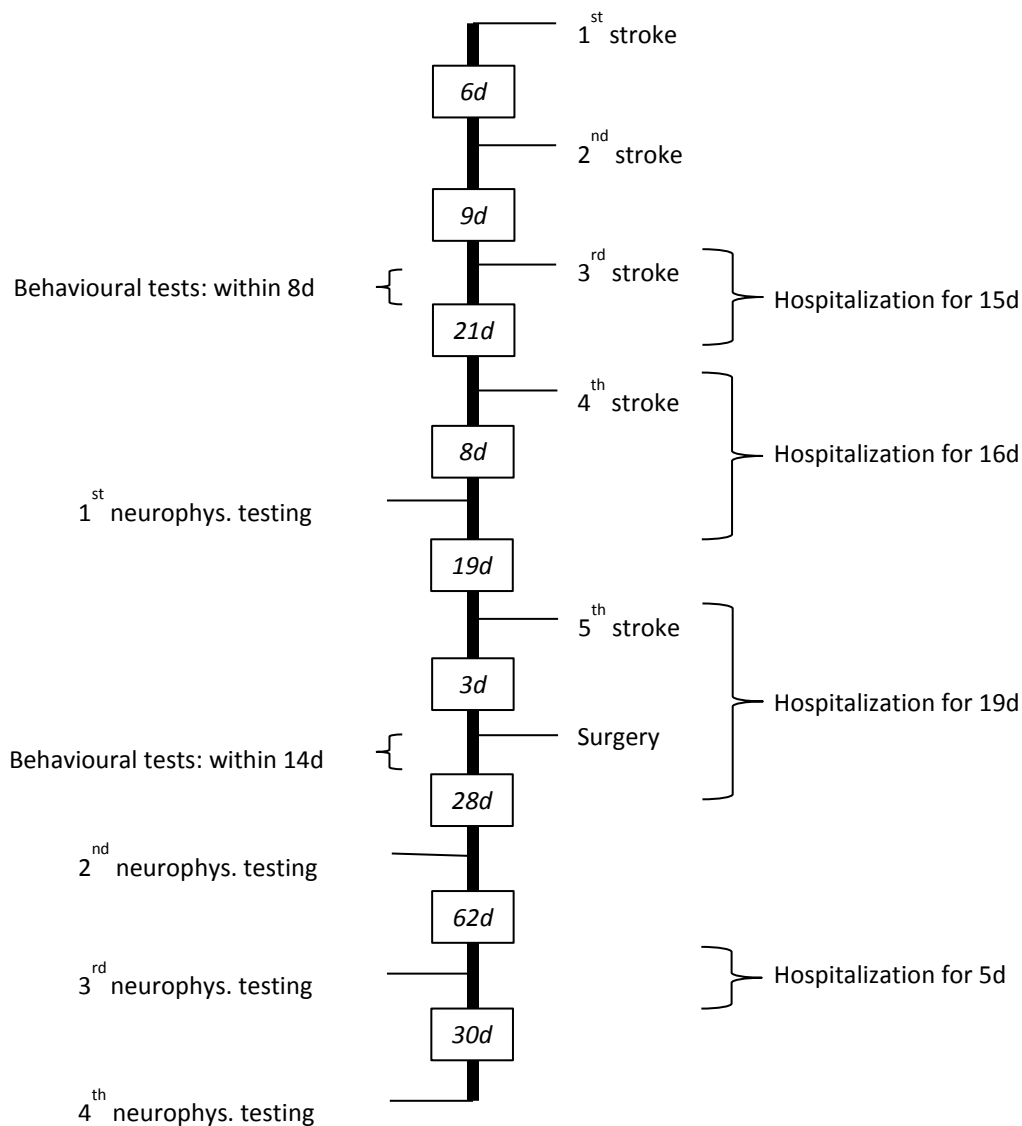 1st stroke
6d
2nd stroke
9d
3rd stroke
Behavioural tests: within 8d
Hospitalization for 15d
21d
4th stroke
8d
Hospitalization for 16d
1st neurophys. testing
19d
5th stroke
3d
Hospitalization for 19d
Surgery
Behavioural tests: within 14d
28d
2nd neurophys. testing
62d
3rd neurophys. testing
Hospitalization for 5d
30d
4th neurophys. testing